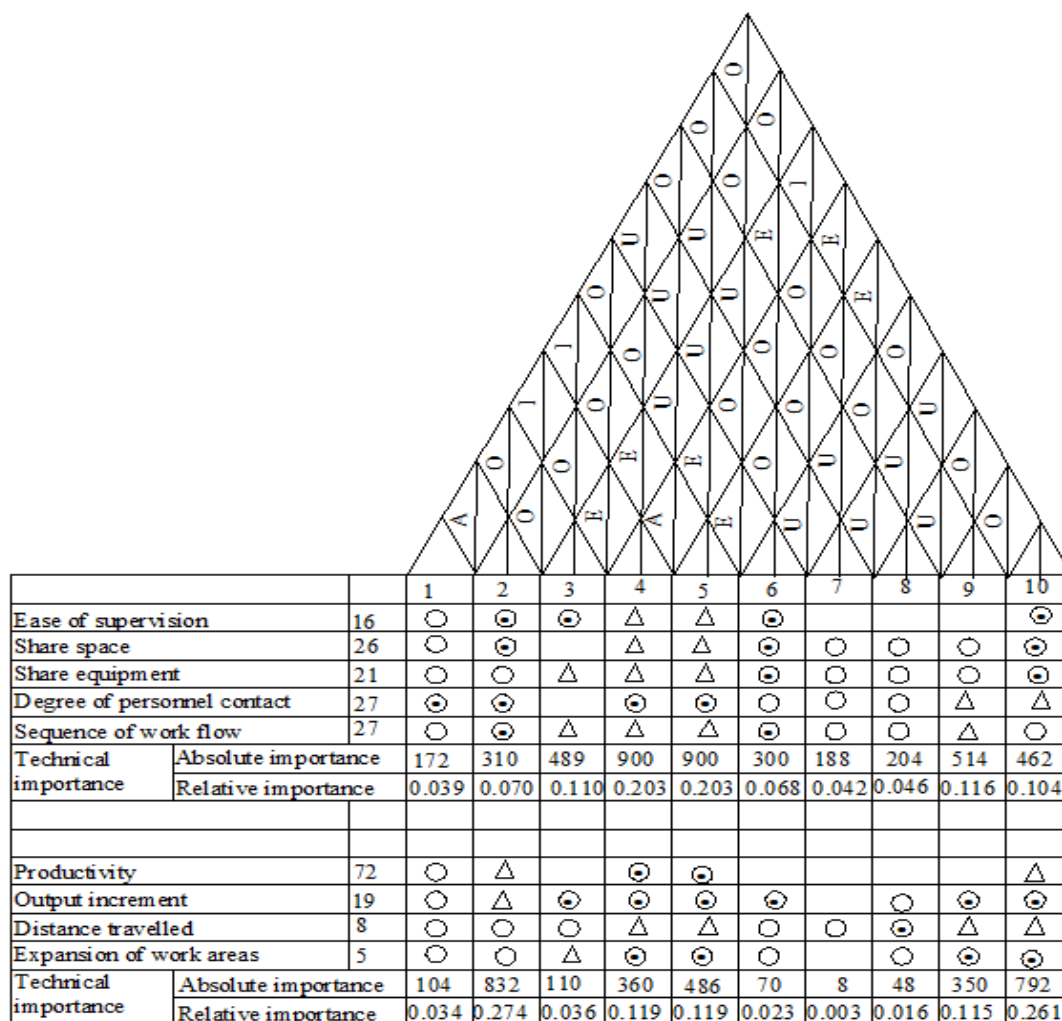 O
O O
O O I
U U E E
O U U O E
I O U O O O
I O U O O O U
O O E E O U U O
A O E A E U U U O
1 2 3 4 5 6 7 8 9 10
Ease of supervision 16
Share space 26
Share equipment 21
Degree of personnel contact 27
Sequence of work flow 27
Technical importance
Absolute importance 172 310 489 900 900 300 188 204 514 462
Relative importance 0.039 0.070 0.110 0.203 0.203 0.068 0.042 0.046 0.116 0.104
Productivity 72
Output increment 19
Distance travelled 8
Expansion of work areas 5
Technical importance
Absolute importance 104 832 110 360 486 70 8 48 350 792
Relative importance 0.034 0.274 0.036 0.119 0.119 0.023 0.003 0.016 0.115 0.261